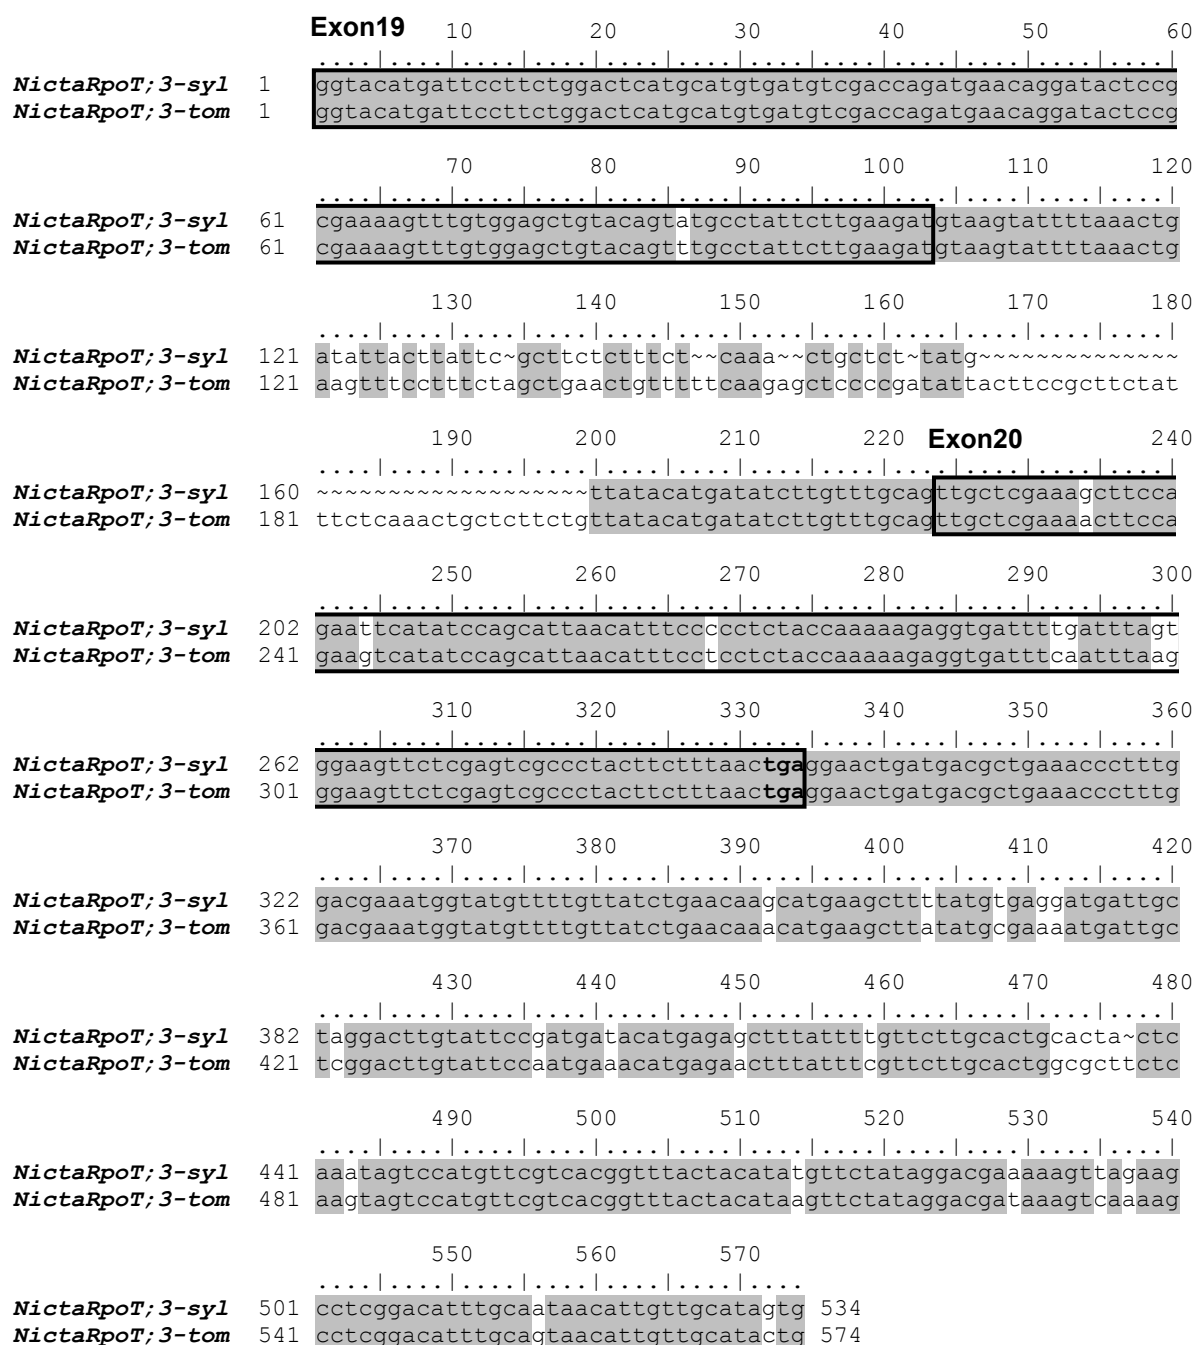 Exon19 10 20 30 40 50 60
....|....|....|....|....|....|....|....|....|....|....|....|
NictaRpoT;3-syl 1 ggtacatgattccttctggactcatgcatgtgatgtcgaccagatgaacaggatactccg
NictaRpoT;3-tom 1 ggtacatgattccttctggactcatgcatgtgatgtcgaccagatgaacaggatactccg
70 80 90 100 110 120
....|....|....|....|....|....|....|....|....|....|....|....|
NictaRpoT;3-syl 61 cgaaaagtttgtggagctgtacagtatgcctattcttgaagatgtaagtattttaaactg
NictaRpoT;3-tom 61 cgaaaagtttgtggagctgtacagtttgcctattcttgaagatgtaagtattttaaactg
130 140 150 160 170 180
....|....|....|....|....|....|....|....|....|....|....|....|
NictaRpoT;3-syl 121 atattacttattc~gcttctctttct~~caaa~~ctgctct~tatg~~~~~~~~~~~~~~
NictaRpoT;3-tom 121 aagtttcctttctagctgaactgtttttcaagagctccccgatattacttccgcttctat
190 200 210 220 Exon20 240
....|....|....|....|....|....|....|....|....|....|....|....|
NictaRpoT;3-syl 160 ~~~~~~~~~~~~~~~~~~~ttatacatgatatcttgtttgcagttgctcgaaagcttcca
NictaRpoT;3-tom 181 ttctcaaactgctcttctgttatacatgatatcttgtttgcagttgctcgaaaacttcca
250 260 270 280 290 300
....|....|....|....|....|....|....|....|....|....|....|....|
NictaRpoT;3-syl 202 gaattcatatccagcattaacatttcccctctaccaaaaagaggtgattttgatttagt
NictaRpoT;3-tom 241 gaagtcatatccagcattaacatttcctcctctaccaaaaagaggtgatttcaatttaag
310 320 330 340 350 360
....|....|....|....|....|....|....|....|....|....|....|....|
NictaRpoT;3-syl 262 ggaagttctcgagtcgccctacttctttaactgaggaactgatgacgctgaaaccctttg
NictaRpoT;3-tom 301 ggaagttctcgagtcgccctacttctttaactgaggaactgatgacgctgaaaccctttg
370 380 390 400 410 420
....|....|....|....|....|....|....|....|....|....|....|....|
NictaRpoT;3-syl 322 gacgaaatggtatgttttgttatctgaacaagcatgaagcttttatgtgaggatgattgc
NictaRpoT;3-tom 361 gacgaaatggtatgttttgttatctgaacaaacatgaagcttatatgcgaaaatgattgc
430 440 450 460 470 480
....|....|....|....|....|....|....|....|....|....|....|....|
NictaRpoT;3-syl 382 taggacttgtattccgatgatacatgagagctttattttgttcttgcactgcacta~ctc
NictaRpoT;3-tom 421 tcggacttgtattccaatgaaacatgagaactttatttcgttcttgcactggcgcttctc
490 500 510 520 530 540
....|....|....|....|....|....|....|....|....|....|....|....|
NictaRpoT;3-syl 441 aaatagtccatgttcgtcacggtttactacatatgttctataggacgaaaaagttagaag
NictaRpoT;3-tom 481 aagtagtccatgttcgtcacggtttactacataagttctataggacgataaagtcaaaag
550 560 570
....|....|....|....|....|....|....
NictaRpoT;3-syl 501 cctcggacatttgcaataacattgttgcatagtg 534
NictaRpoT;3-tom 541 cctcggacatttgcagtaacattgttgcatactg 574